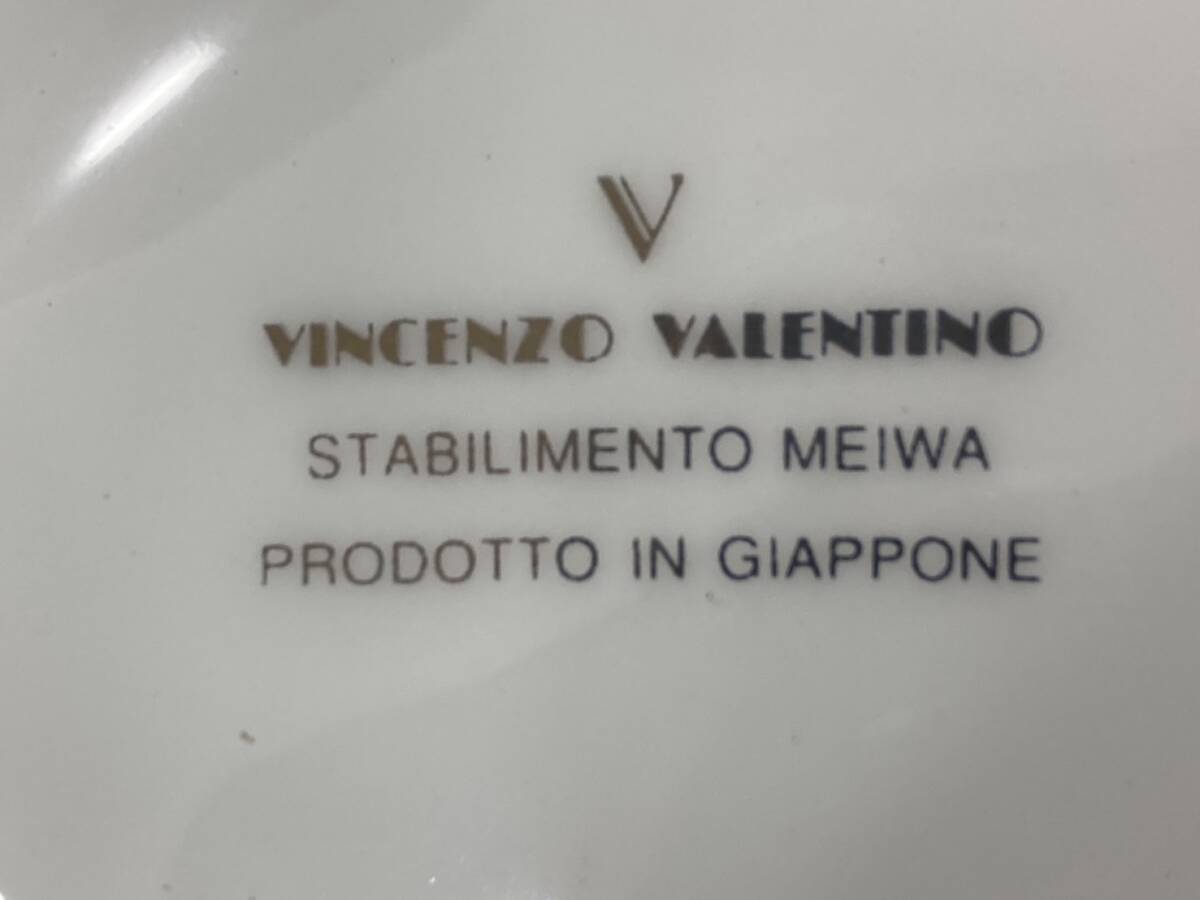 V
VINCENZO VALENTINO
STABILIMENTO MEIWA
PRODOTTO IN GIAPPONE